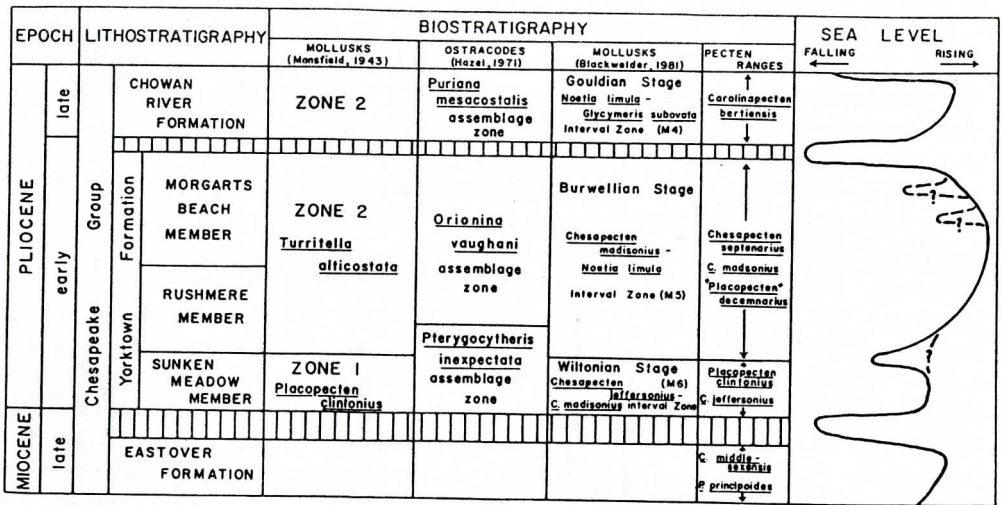 EPOCH
LITHOSTRATIGRAPHY
BIOSTRATIGRAPHY
MOLLUSKS
(Mansfield, 1943)
OSTRACODES
(Hazel, 1971)
MOLLUSKS
(Blackwelder, 1981)
PECTEN
RANGES
SEA LEVEL
FALLING
RISING
PLIOCENE
late
early
MIOCENE
late
Chesapeake Group
Yorktown Formation
CHOWAN
RIVER
FORMATION
MORGARTS
BEACH
MEMBER
RUSHMERE
MEMBER
SUNKEN
MEADOW
MEMBER
EASTOVER
FORMATION
ZONE 2
ZONE 2
Turritella
alticostata
ZONE 1
Placopecten
clintonius
Puriana
mesacostalis
assemblage
zone
Orionina
vaughani
assemblage
zone
Pterygocytheris
inexpectata
assemblage
zone
Gouldian Stage
Noetia limula -
Glycymeris subovata
Interval Zone (M4)
Burwellian Stage
Chesapecten
madisonius -
Noetia limula
Interval Zone (M5)
Wiltonian Stage
Chesapecten (M6)
jeffersonius -
C. madisonius interval Zone
Carolinapecten
bertiensis
Chesapecten
septenarius
C. madsonius
"Placopecten"
decemnarius
Placopecten
clintonius
C. jeffersonius
C. middle-
sexensis
P. principoides
?
?
?